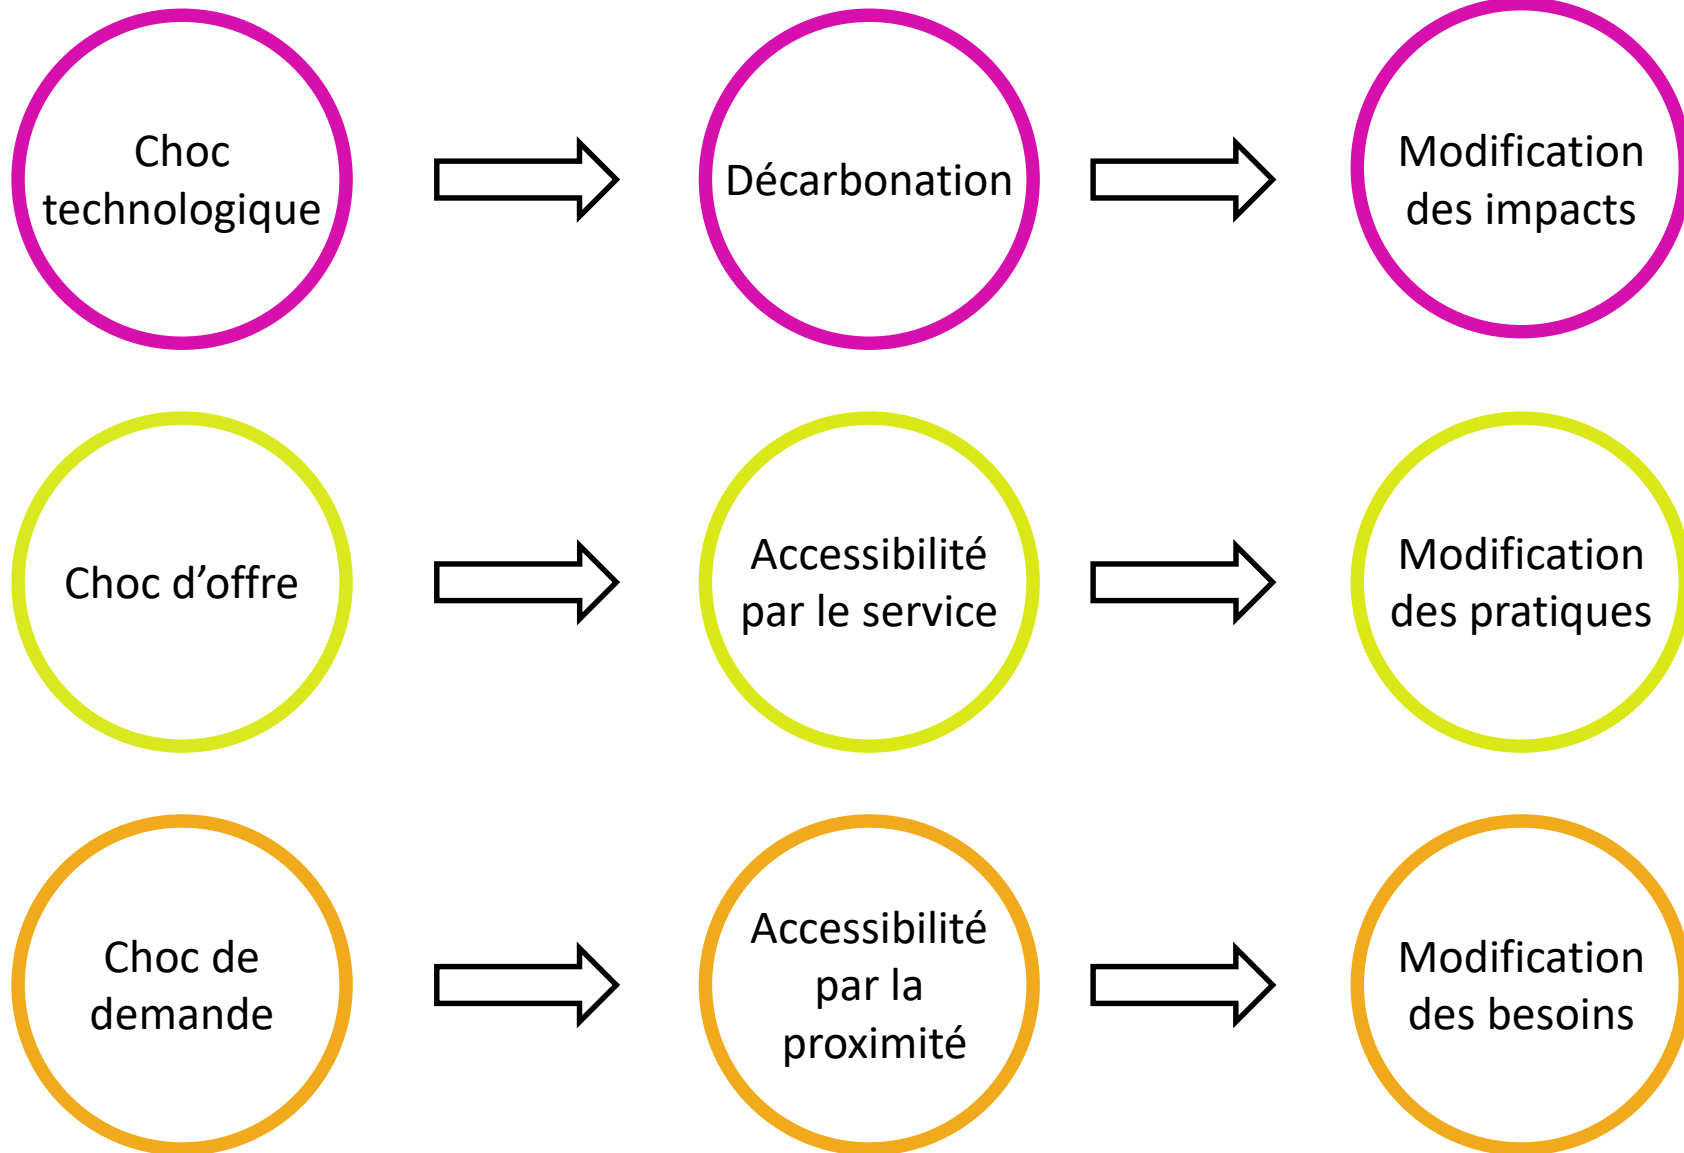 Choc
technologique
Décarbonation
Modification
des impacts
Choc d’offre
Accessibilité
par le service
Modification
des pratiques
Choc de
demande
Accessibilité
par la
proximité
Modification
des besoins